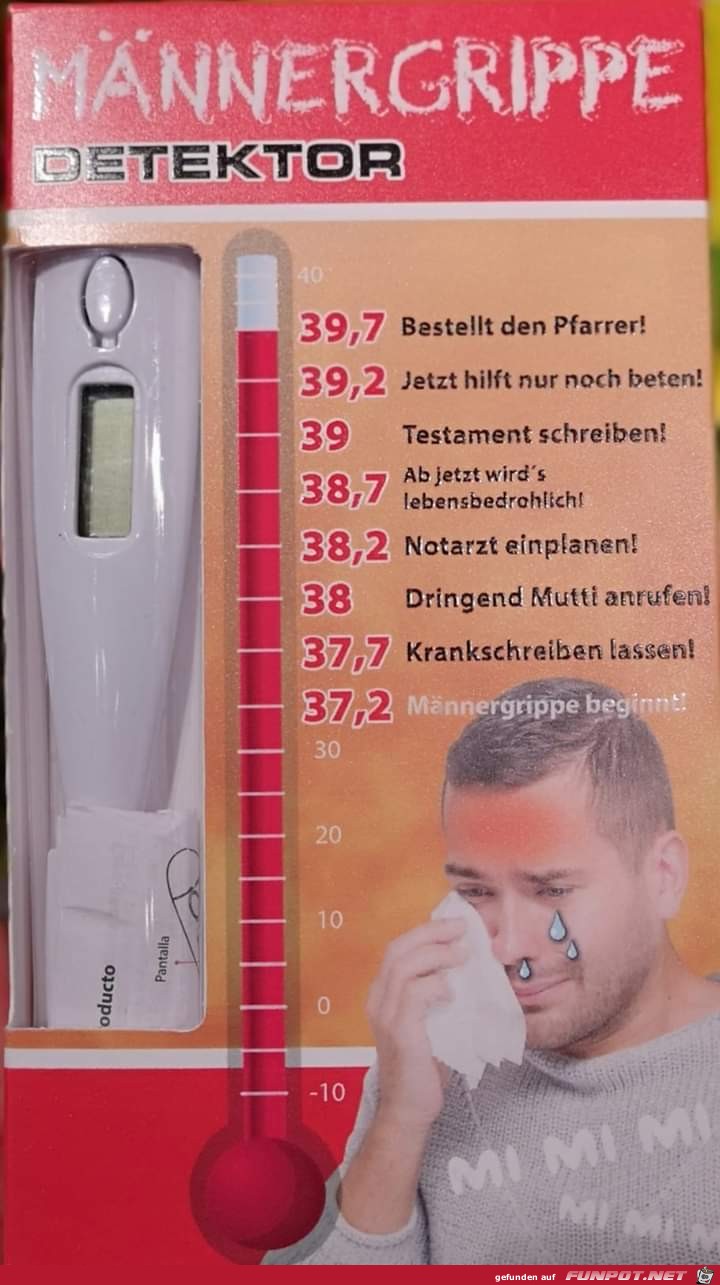 MÄNNERGRIPPE
DETEKTOR
40
39,7 Bestellt den Pfarrer!
39,2 Jetzt hilft nur noch beten!
39 Testament schreiben!
38,7 Ab jetzt wird´s
lebensbedrohlich!
38,2 Notarzt einplanen!
38 Dringend Mutti anrufen!
37,7 Krankschreiben lassen!
37,2 Männergrippe beginnt!
30
20
10
0
-10
Pantalla
oducto
MI MI MI
MI MI M
gefunden auf FUNPOT.NET